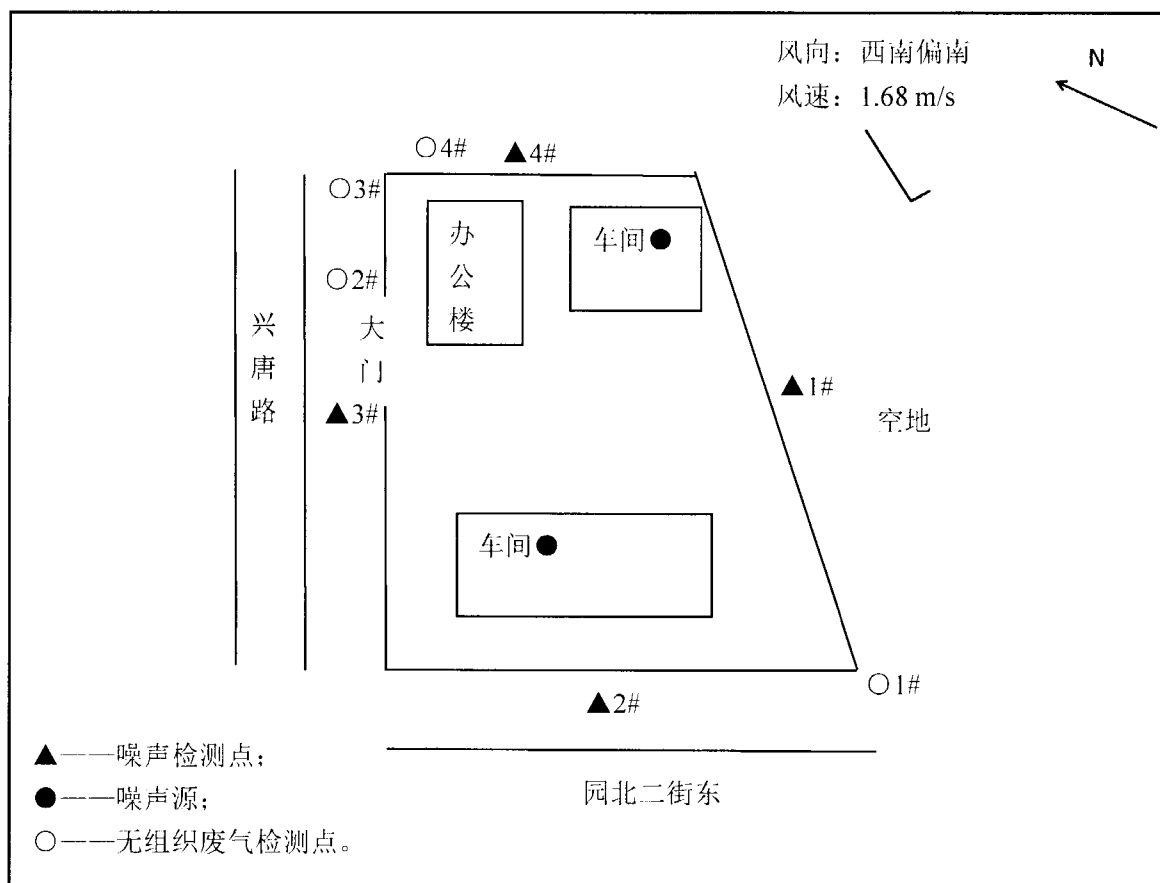 风向：西南偏南
N
风速：1.68 m/s
○4#
▲4#
○3#
办公楼
车间●
○2#
兴唐路
大门
▲1#
▲3#
空地
车间●
○1#
▲2#
▲——噪声检测点；
园北二街东
●——噪声源；
○——无组织废气检测点。